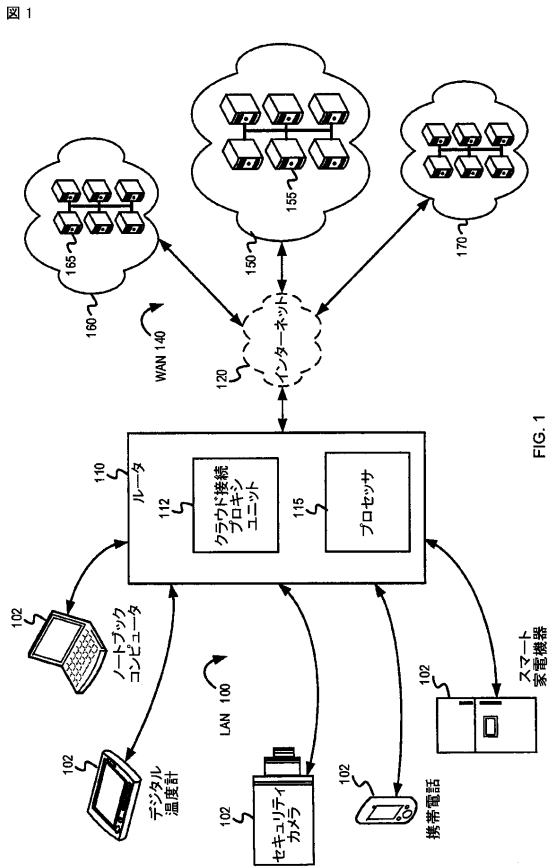 図 1
165
160
WAN 140
155
150
170
120
インターネット
110
ルータ
112
クラウド接続
プロキシ
ユニット
115
プロセッサ
FIG. 1
102
ノートブック
コンピュータ
102
デジタル
温度計
LAN 100
102
セキュリティ
カメラ
102
携帯電話
102
スマート
家電機器